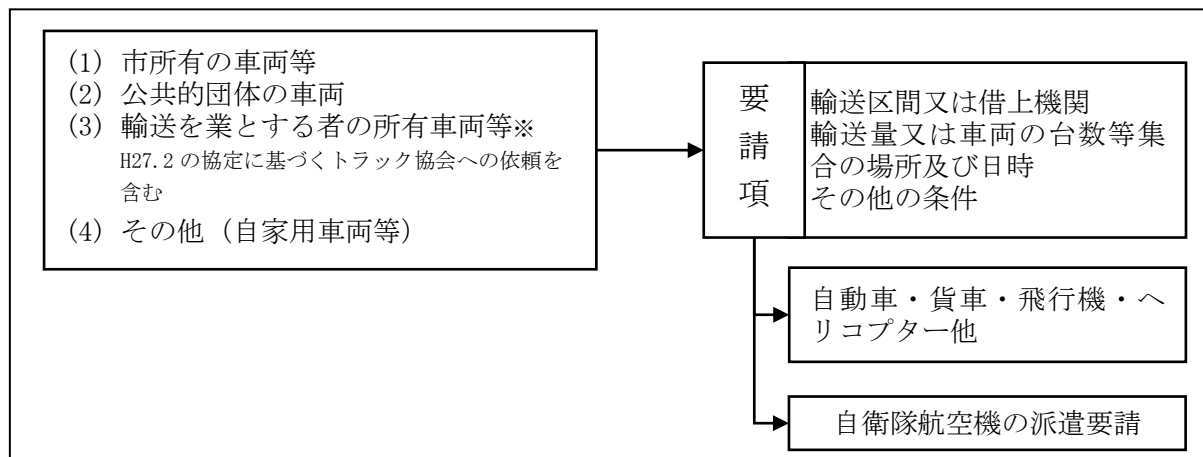 (1) 市所有の車両等
(2) 公共的団体の車両
(3) 輸送を業とする者の所有車両等※
H27.2 の協定に基づくトラック協会への依頼を
含む
(4) その他（自家用車両等）
要請項
輸送区間又は借上機関
輸送量又は車両の台数等集
合の場所及び日時
その他の条件
自動車・貨車・飛行機・ヘ
リコプター他
自衛隊航空機の派遣要請